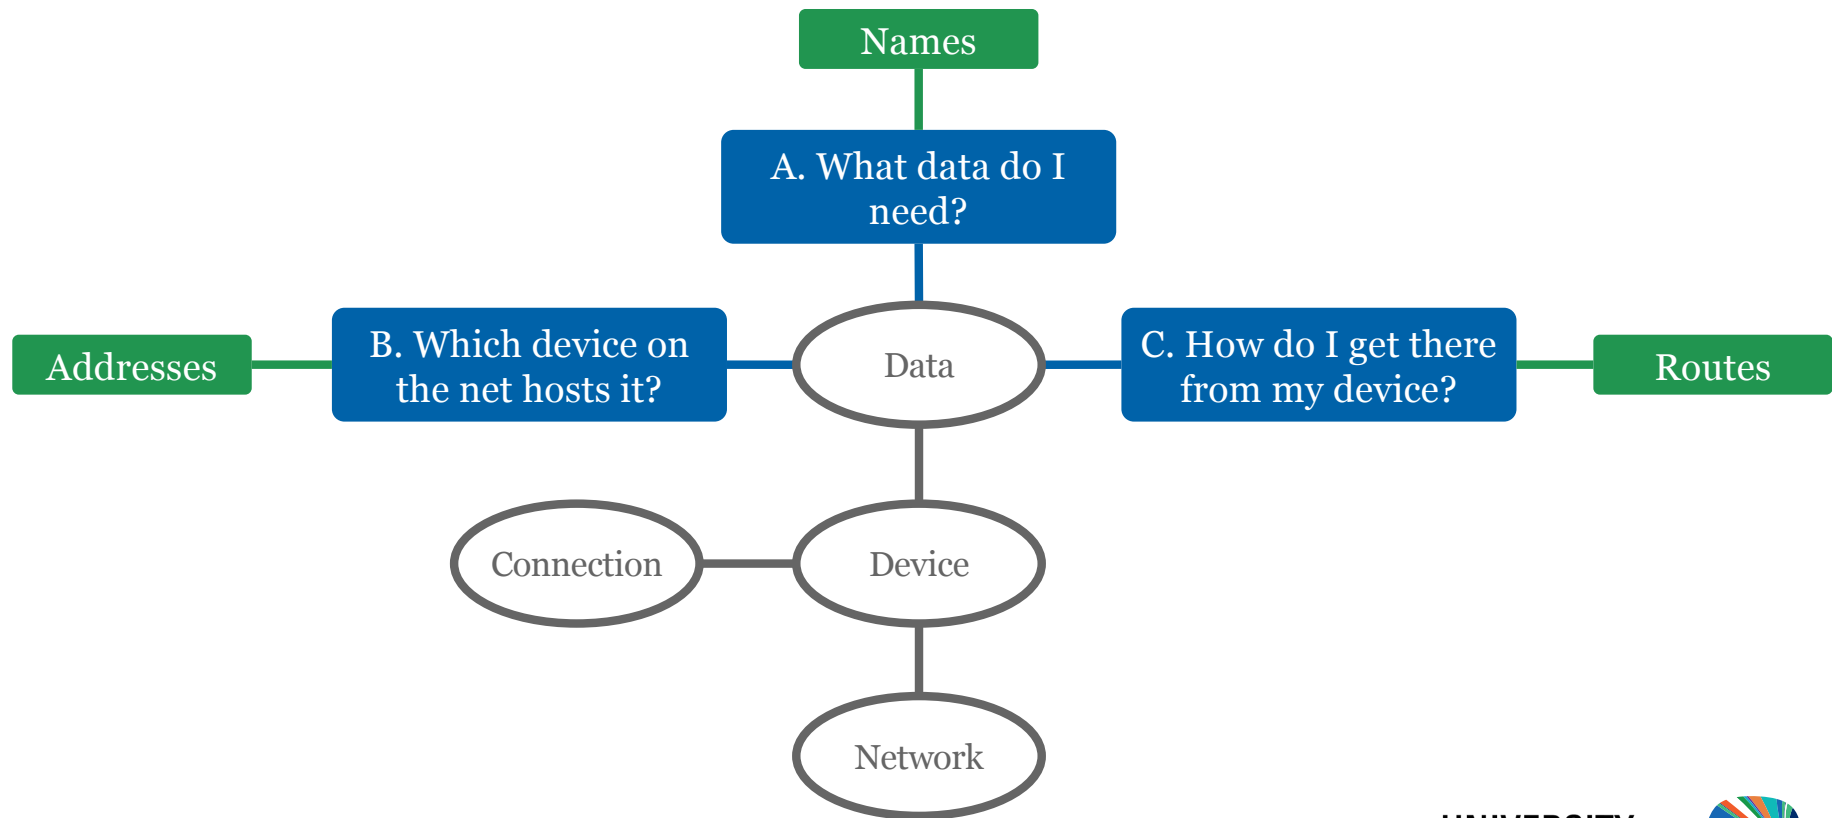 Names
A. What data do I
need?
Addresses
B. Which device on
the net hosts it?
Data
C. How do I get there
from my device?
Routes
Connection
Device
Network
UNIVERSITY